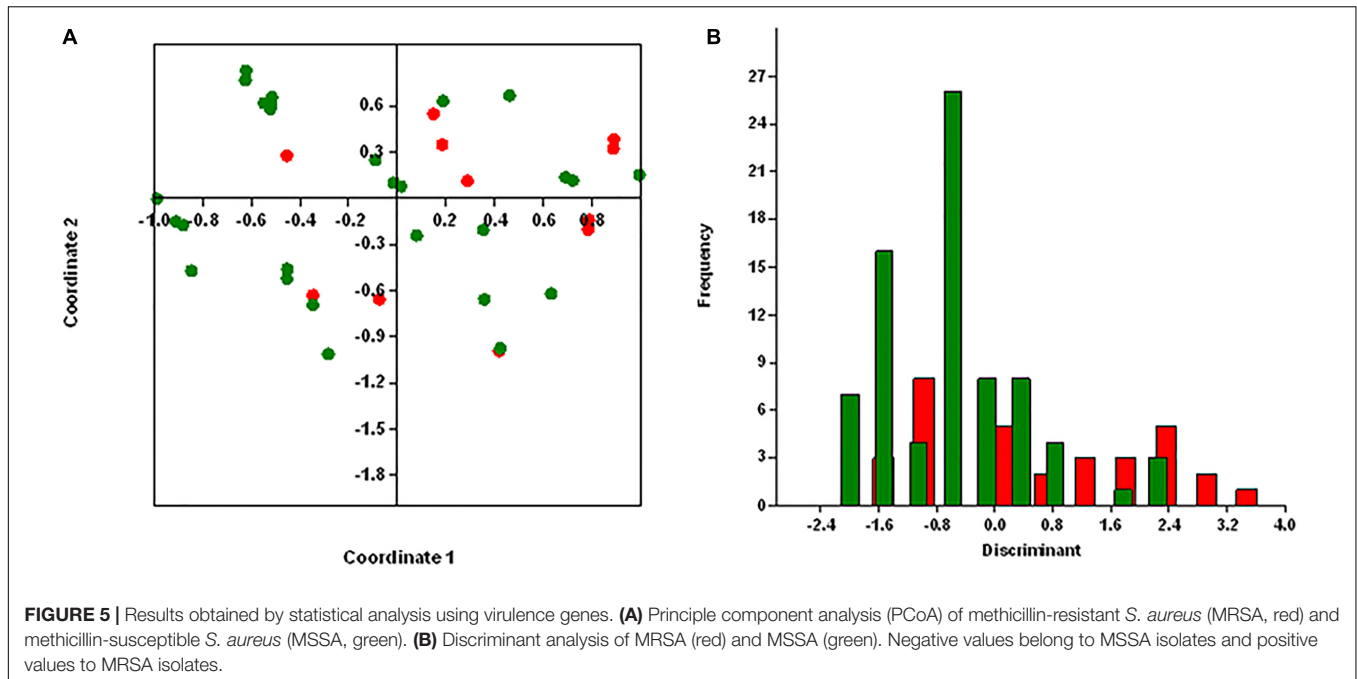 A
0.6
0.3
-1.0 -0.8 -0.6 -0.4 -0.2 0.2 0.4 0.6 0.8
-0.3
-0.6
-0.9
-1.2
-1.5
-1.8
Coordinate 2
Coordinate 1
B
27
24
21
18
15
12
9
6
3
0
Frequency
-2.4 -1.6 -0.8 0.0 0.8 1.6 2.4 3.2 4.0
Discriminant
FIGURE 5 | Results obtained by statistical analysis using virulence genes. (A) Principle component analysis (PCoA) of methicillin-resistant S. aureus (MRSA, red) and
methicillin-susceptible S. aureus (MSSA, green). (B) Discriminant analysis of MRSA (red) and MSSA (green). Negative values belong to MSSA isolates and positive
values to MRSA isolates.